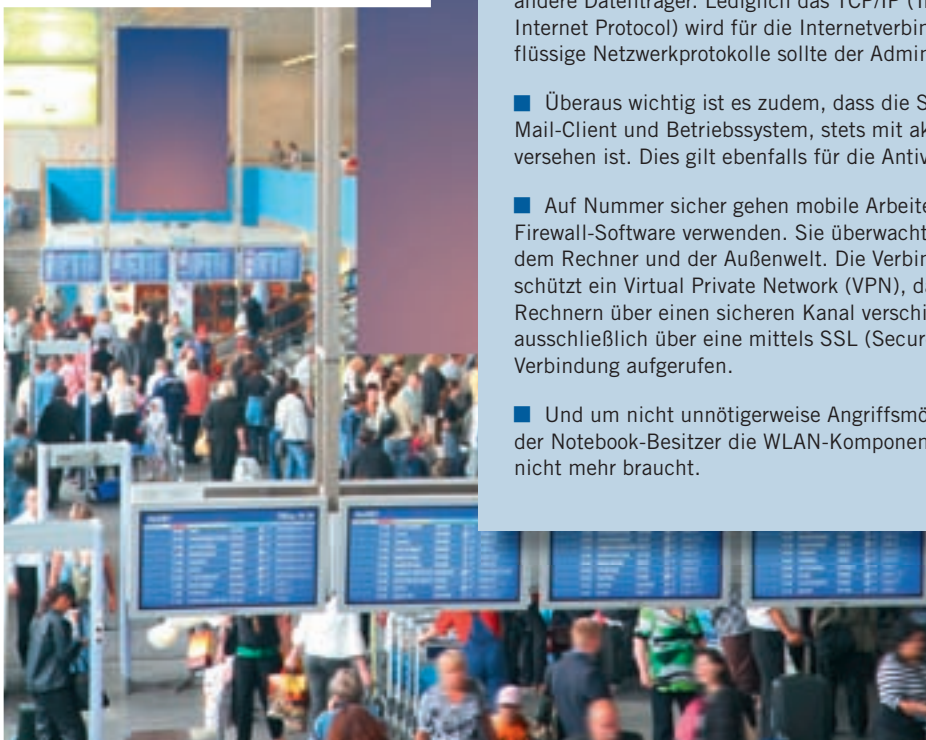 andere Datenträger. Lediglich das TCP/IP
Internet Protocol) wird für die Internetverbin
flüssige Netzwerkprotokolle sollte der Admin
Überaus wichtig ist es zudem, dass die S
Mail-Client und Betriebssystem, stets mit ak
versehen ist. Dies gilt ebenfalls für die Antiv
Auf Nummer sicher gehen mobile Arbeite
Firewall-Software verwenden. Sie überwacht
dem Rechner und der Außenwelt. Die Verbin
schützt ein Virtual Private Network (VPN), da
Rechnern über einen sicheren Kanal verschi
ausschließlich über eine mittels SSL (Secur
Verbindung aufgerufen.
Und um nicht unnötigerweise Angriffsmö
der Notebook-Besitzer die WLAN-Komponen
nicht mehr braucht.